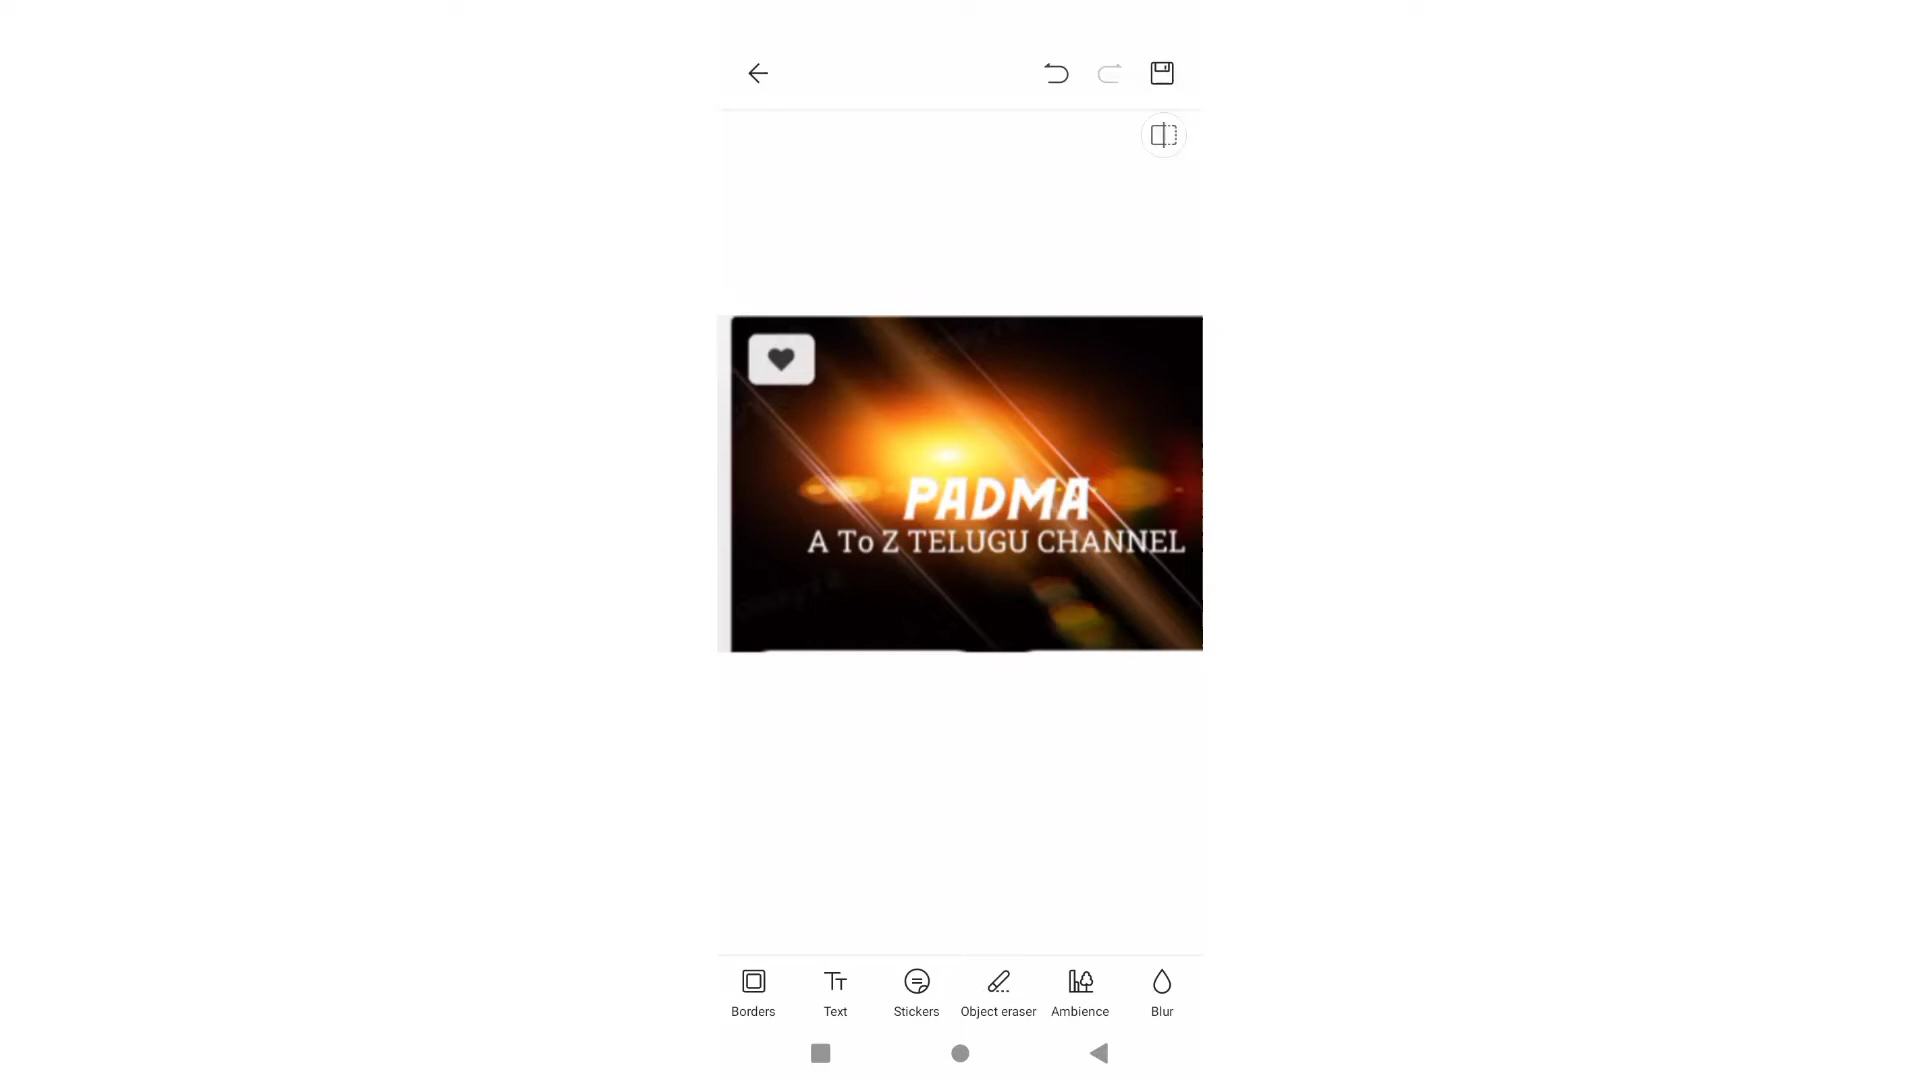 PADMA
A To Z TELUGU CHANNEL
Borders
Text
Stickers
Object eraser
Ambience
Blur